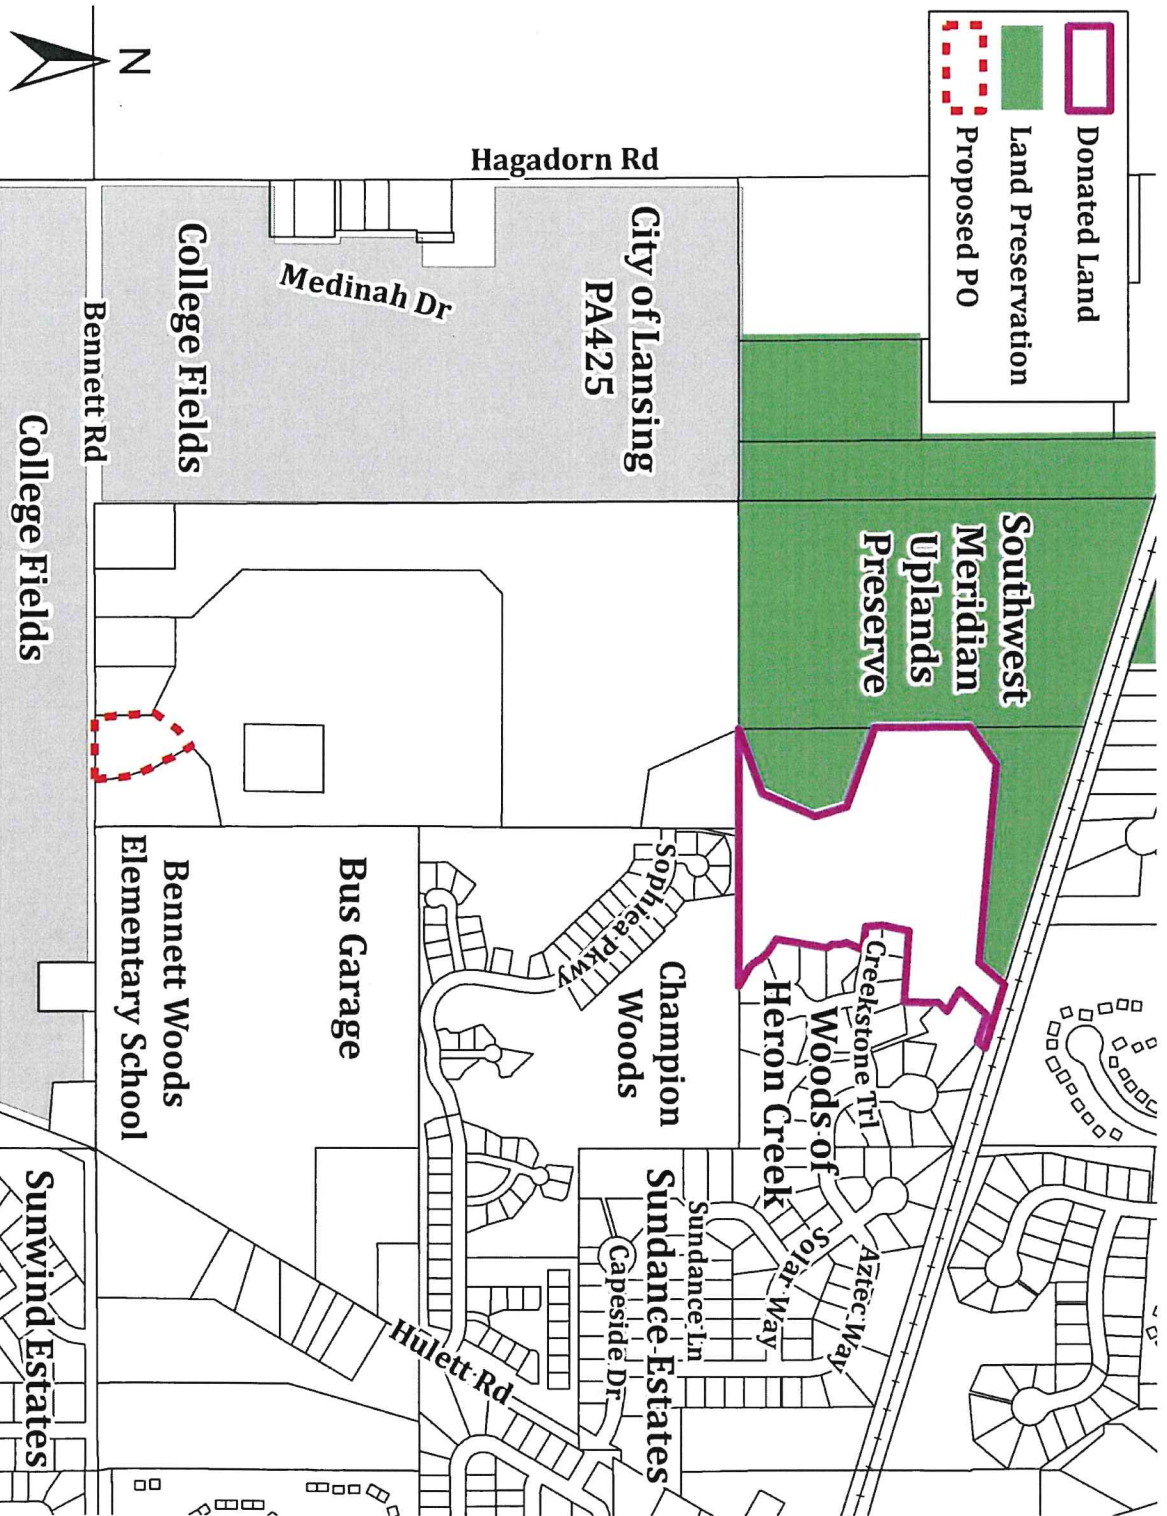 Donated Land
Land Preservation
Proposed PO
N
Hagadorn Rd
City of Lansing
PA425
Medinah Dr
College Fields
Bennett Rd
College Fields
Southwest
Meridian
Uplands
Preserve
Sophiea Pkwy
Champion
Woods
Creekstone Trl
Woods of
Heron Creek
Bus Garage
Bennett Woods
Elementary School
Aztec Way
Solar Way
Sundance Ln
Sundance Estates
Capeside Dr
Hulett Rd
Sunwind Estates